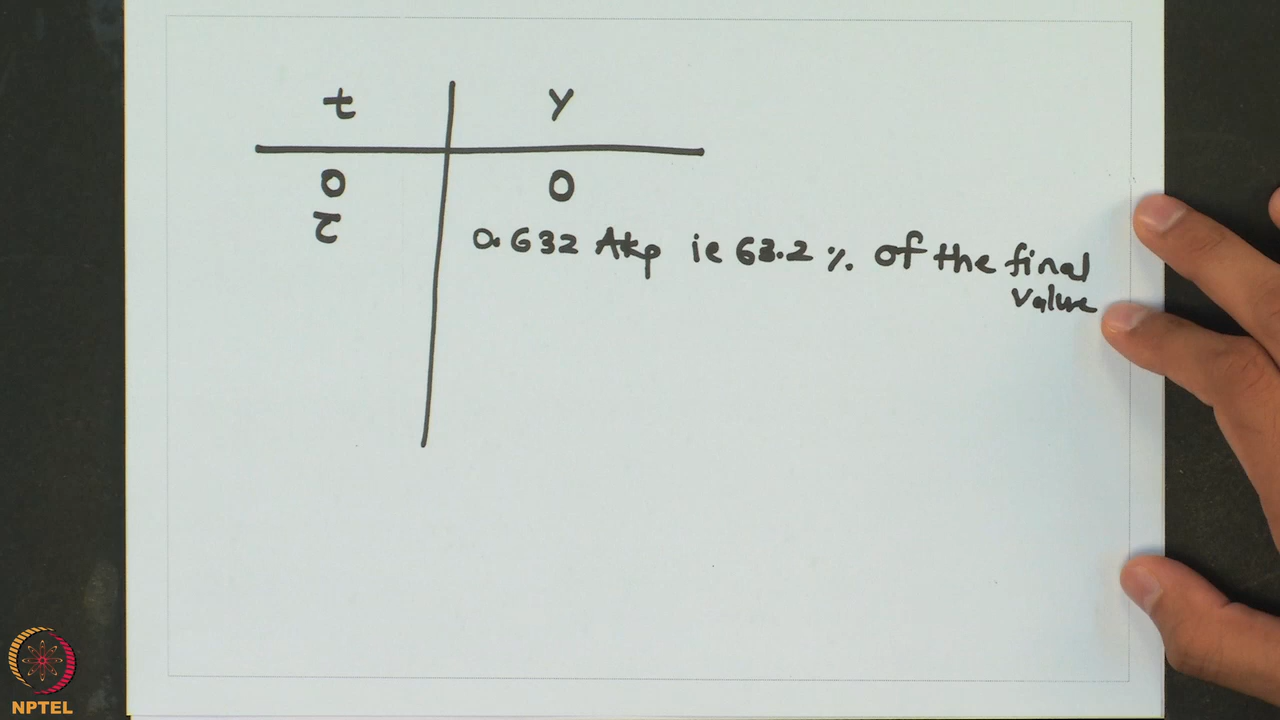 t y
0 0
τ 0.632 Akp ie 63.2 %. of the final
value
NPTEL